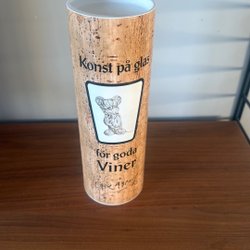 Konst på glas
för goda
Viner